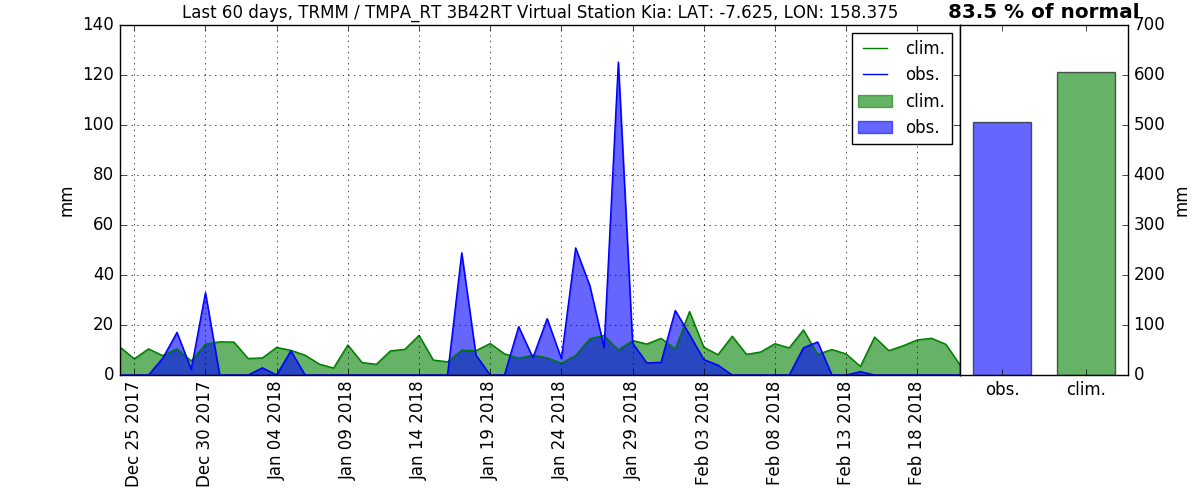 Last 60 days, TRMM / TMPA_RT 3B42RT Virtual Station Kia: LAT: -7.625, LON: 158.375
83.5 % of normal
140
120
100
80
60
40
20
0
mm
clim.
obs.
clim.
obs.
Dec 25 2017
Dec 30 2017
Jan 04 2018
Jan 09 2018
Jan 14 2018
Jan 19 2018
Jan 24 2018
Jan 29 2018
Feb 03 2018
Feb 08 2018
Feb 13 2018
Feb 18 2018
700
600
500
400
300
200
100
0
mm
obs.
clim.